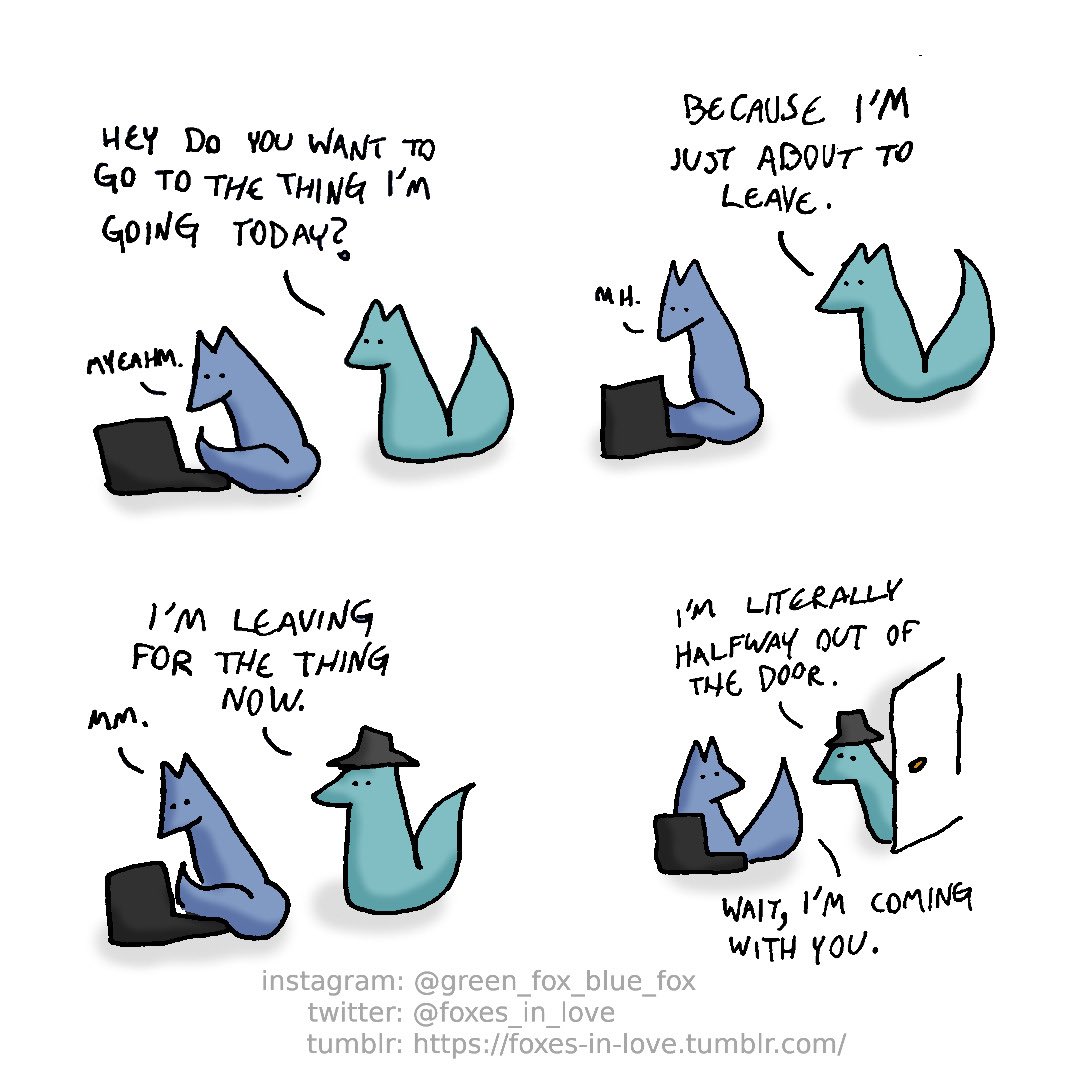 HEY DO YOU WANT TO
GO TO THE THING I'M
GOING TODAY?
MYEAHM.
BECAUSE I'M
JUST ABOUT TO
LEAVE.
MH.
I'M LEAVING
FOR THE THING
NOW.
MM.
I'M LITERALLY
HALFWAY OUT OF
THE DOOR.
WAIT, I'M COMING
WITH YOU.
instagram: @green_fox_blue_fox
twitter: @foxes_in_love
tumblr: https://foxes-in-love.tumblr.com/